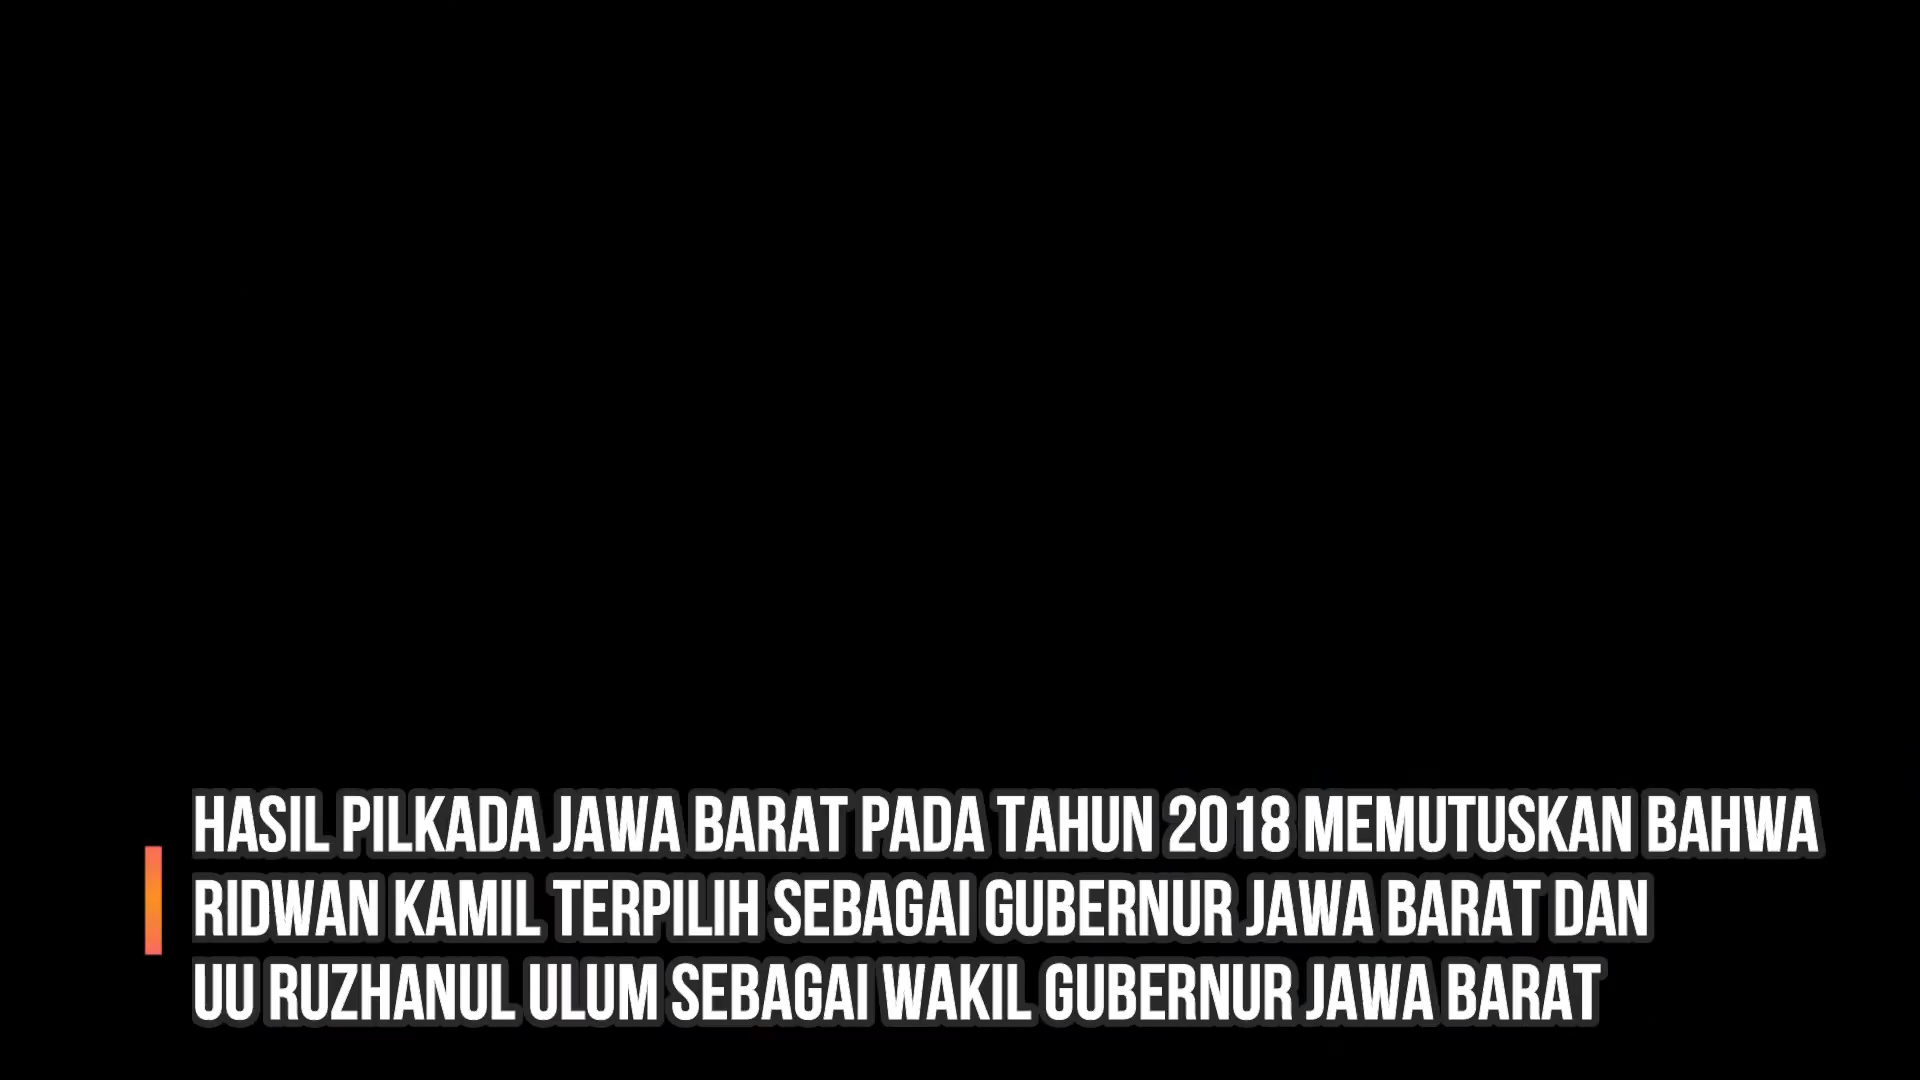 HASIL PILKADA JAWA BARAT PADA TAHUN 2018 MEMUTUSKAN BAHWA
RIDWAN KAMIL TERPILIH SEBAGAI GUBERNUR JAWA BARAT DAN
UU RUZHANUL ULUM SEBAGAI WAKIL GUBERNUR JAWA BARAT